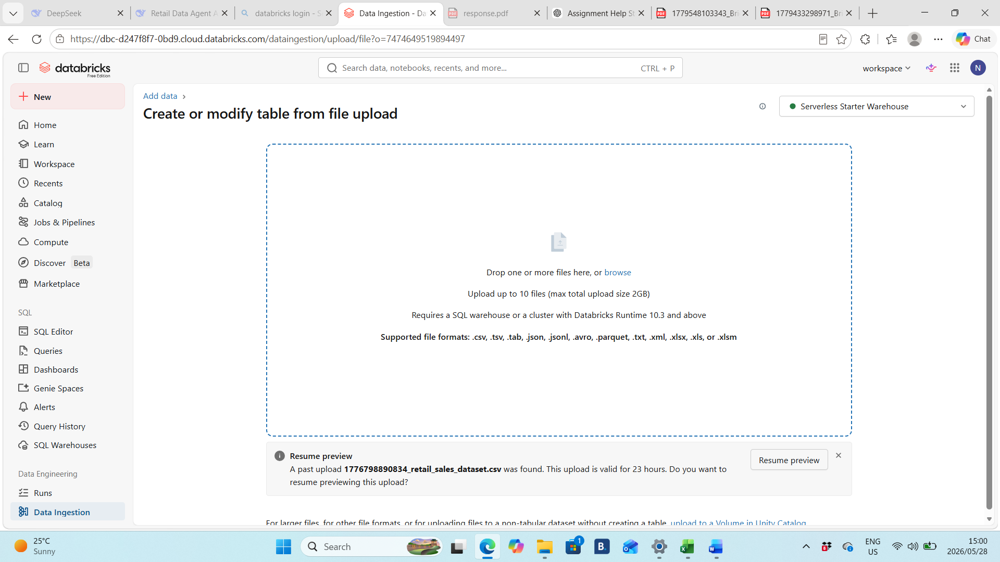 DeepSeek
Retail Data Agent A
databricks login - S
Data Ingestion - Da
response.pdf
Assignment Help St
1779548103343_Bri
1779433298971_Bri
https://dbc-d247f8f7-0bd9.cloud.databricks.com/dataingestion/upload/file?o=7474649519894497
Chat
databricks
Free Edition
Search data, notebooks, recents, and more...
CTRL + P
workspace
N
New
Home
Learn
Workspace
Recents
Catalog
Jobs & Pipelines
Compute
Discover Beta
Marketplace
SQL
SQL Editor
Queries
Dashboards
Genie Spaces
Alerts
Query History
SQL Warehouses
Data Engineering
Runs
Data Ingestion
Add data
Create or modify table from file upload
Serverless Starter Warehouse
Drop one or more files here, or browse
Upload up to 10 files (max total upload size 2GB)
Requires a SQL warehouse or a cluster with Databricks Runtime 10.3 and above
Supported file formats: .csv, .tsv, .tab, .json, .jsonl, .avro, .parquet, .txt, .xml, .xlsx, .xls, or .xlsm
Resume preview
A past upload 1776798890834_retail_sales_dataset.csv was found. This upload is valid for 23 hours. Do you want to
resume previewing this upload?
Resume preview
For larger files, for other file formats, or for uploading files to a non-tabular dataset without creating a table, upload to a Volume in Unity Catalog
25°C
Sunny
Search
1
B.
8
ENG
US
15:00
2026/05/28